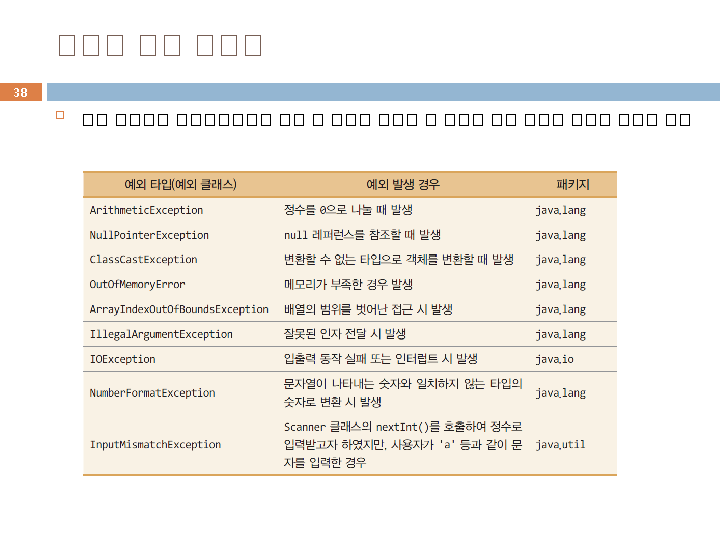 38
예외 타입(예외 클래스) 예외 발생 경우 패키지
ArithmeticException 정수를 0으로 나눌 때 발생 java.lang
NullPointerException null 레퍼런스를 참조할 때 발생 java.lang
ClassCastException 변환할 수 없는 타입으로 객체를 변환할 때 발생 java.lang
OutOfMemoryError 메모리가 부족한 경우 발생 java.lang
ArrayIndexOutOfBoundsException 배열의 범위를 벗어난 접근 시 발생 java.lang
IllegalArgumentException 잘못된 인자 전달 시 발생 java.lang
IOException 입출력 동작 실패 또는 인터럽트 시 발생 java.io
문자열이 나타내는 숫자와 일치하지 않는 타입의
NumberFormatException java.lang
숫자로 변환 시 발생
Scanner 클래스의 nextInt()를 호출하여 정수로
InputMismatchException 입력받고자 하였지만, 사용자가 'a' 등과 같이 문 java.util
자를 입력한 경우